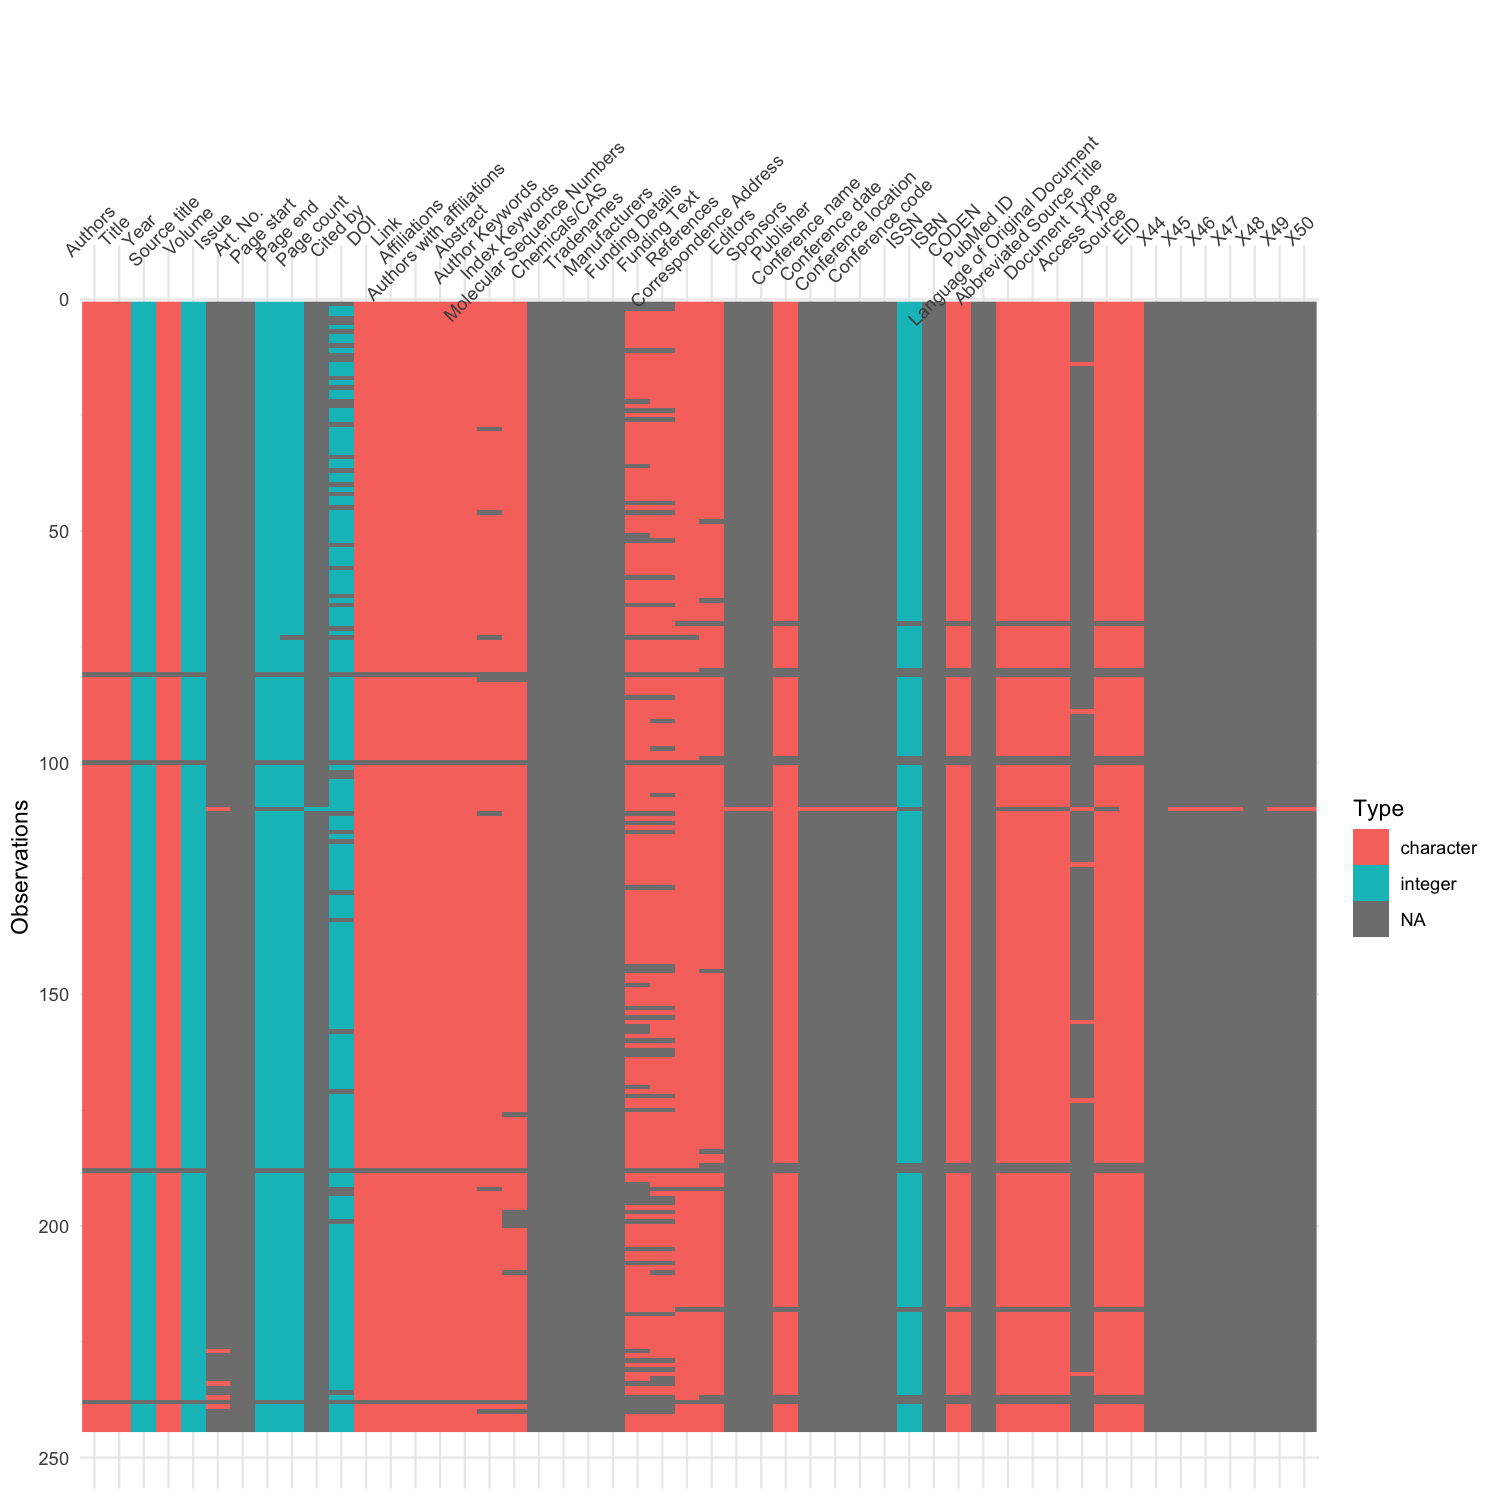 Authors
Title
Year
Source title
Volume
Issue
Art. No.
Page start
Page end
Page count
Cited by
DOI
Link
Affiliations
Authors with affiliations
Abstract
Author Keywords
Index Keywords
Molecular Sequence Numbers
Chemicals/CAS
Tradenames
Manufacturers
Funding Details
Funding Text
References
Correspondence Address
Editors
Sponsors
Publisher
Conference name
Conference date
Conference location
Conference code
ISSN
ISBN
CODEN
PubMed ID
Language of Original Document
Abbreviated Source Title
Document Type
Access Type
Source
EID
X44
X45
X46
X47
X48
X49
X50
0
50
100
150
200
250
Observations
Type
character
integer
NA